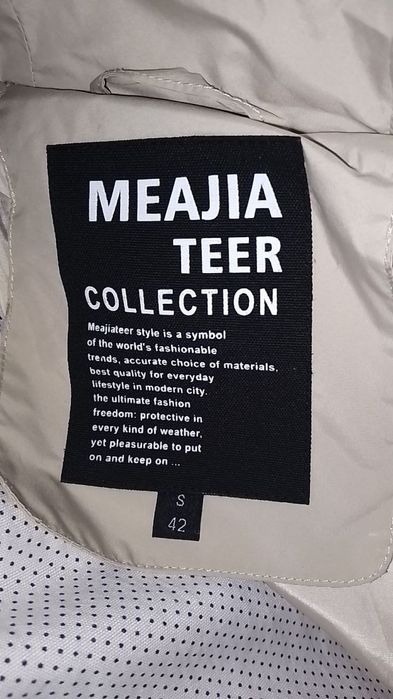 MEAJIA
TEER
COLLECTION
Meajiateer style is a symbol
of the world's fashionable
trends, accurate choice of materials,
best quality for everyday
lifestyle in modern city.
the ultimate fashion
freedom: protective in
every kind of weather,
yet pleasurable to put
on and keep on ...
S
42